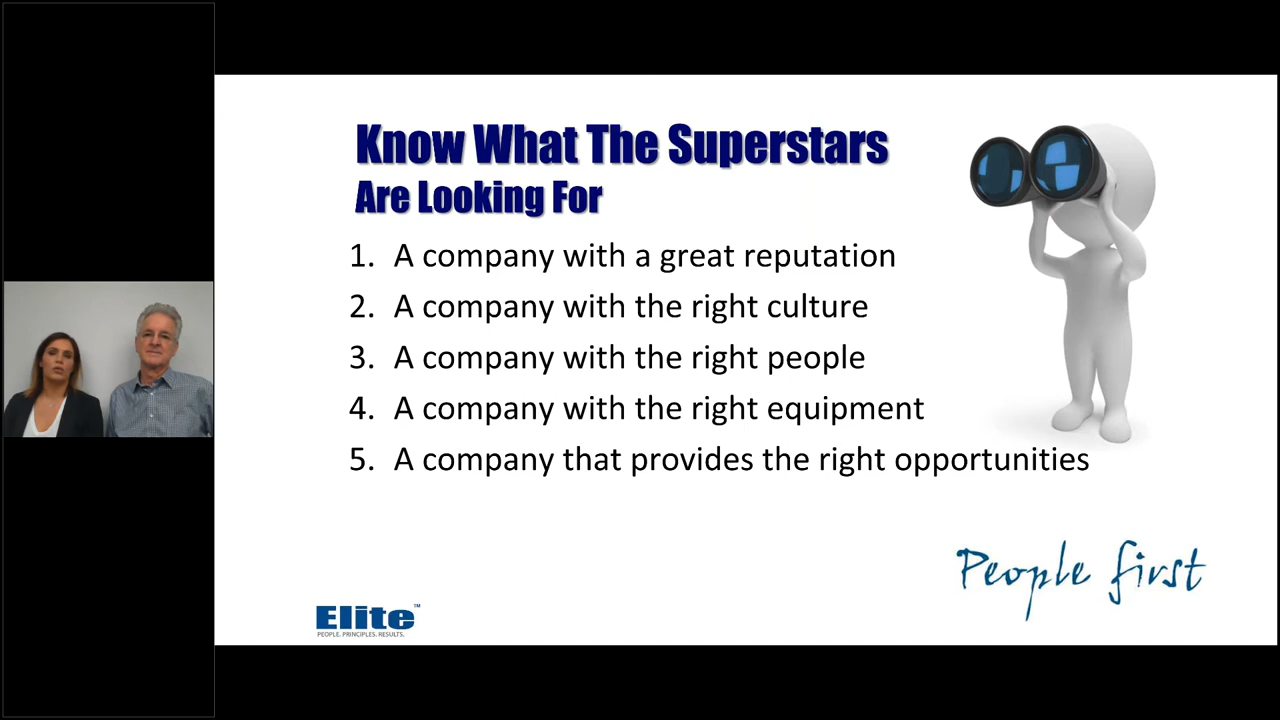 Know What The Superstars
Are Looking For
1. A company with a great reputation
2. A company with the right culture
3. A company with the right people
4. A company with the right equipment
5. A company that provides the right opportunities
People first
Elite™
PEOPLE. PRINCIPLES. RESULTS.